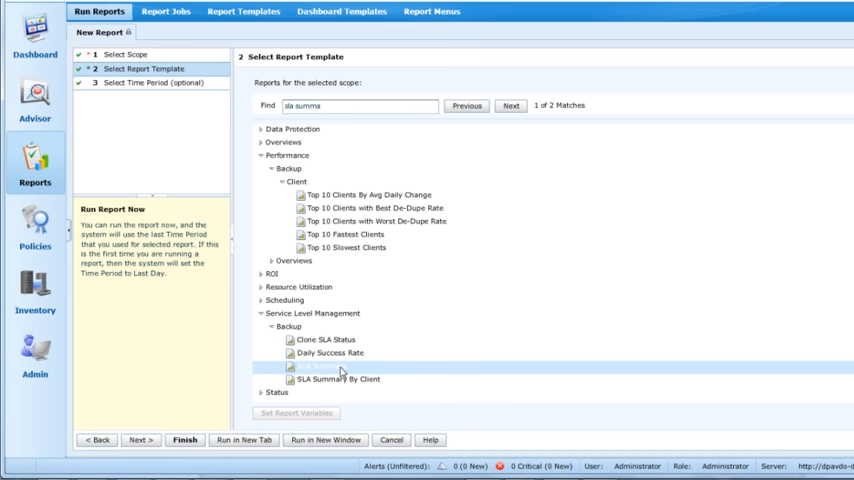 Run Reports Report Jobs Report Templates Dashboard Templates Report Menus
New Report
Dashboard
Advisor
Reports
Policies
Inventory
Admin
* 1 Select Scope
* 2 Select Report Template
3 Select Time Period (optional)
Run Report Now
You can run the report now, and the
system will use the last Time Period
that you used for selected report. If this
is the first time you are running a
report, then the system will set the
Time Period to Last Day.
2 Select Report Template
Reports for the selected scope:
Find sla summa Previous Next 1 of 2 Matches
Data Protection
Overviews
Performance
Backup
Client
Top 10 Clients By Avg Daily Change
Top 10 Clients with Best De-Dupe Rate
Top 10 Clients with Worst De-Dupe Rate
Top 10 Fastest Clients
Top 10 Slowest Clients
Overviews
ROI
Resource Utilization
Scheduling
Service Level Management
Backup
Clone SLA Status
Daily Success Rate
SLA
SLA Summary By Client
Status
Set Report Variables
< Back Next > Finish Run in New Tab Run in New Window Cancel Help
Alerts (Unfiltered): 0 (0 New) 0 Critical (0 New) User: Administrator Role: Administrator Server: http://dpavdo-d